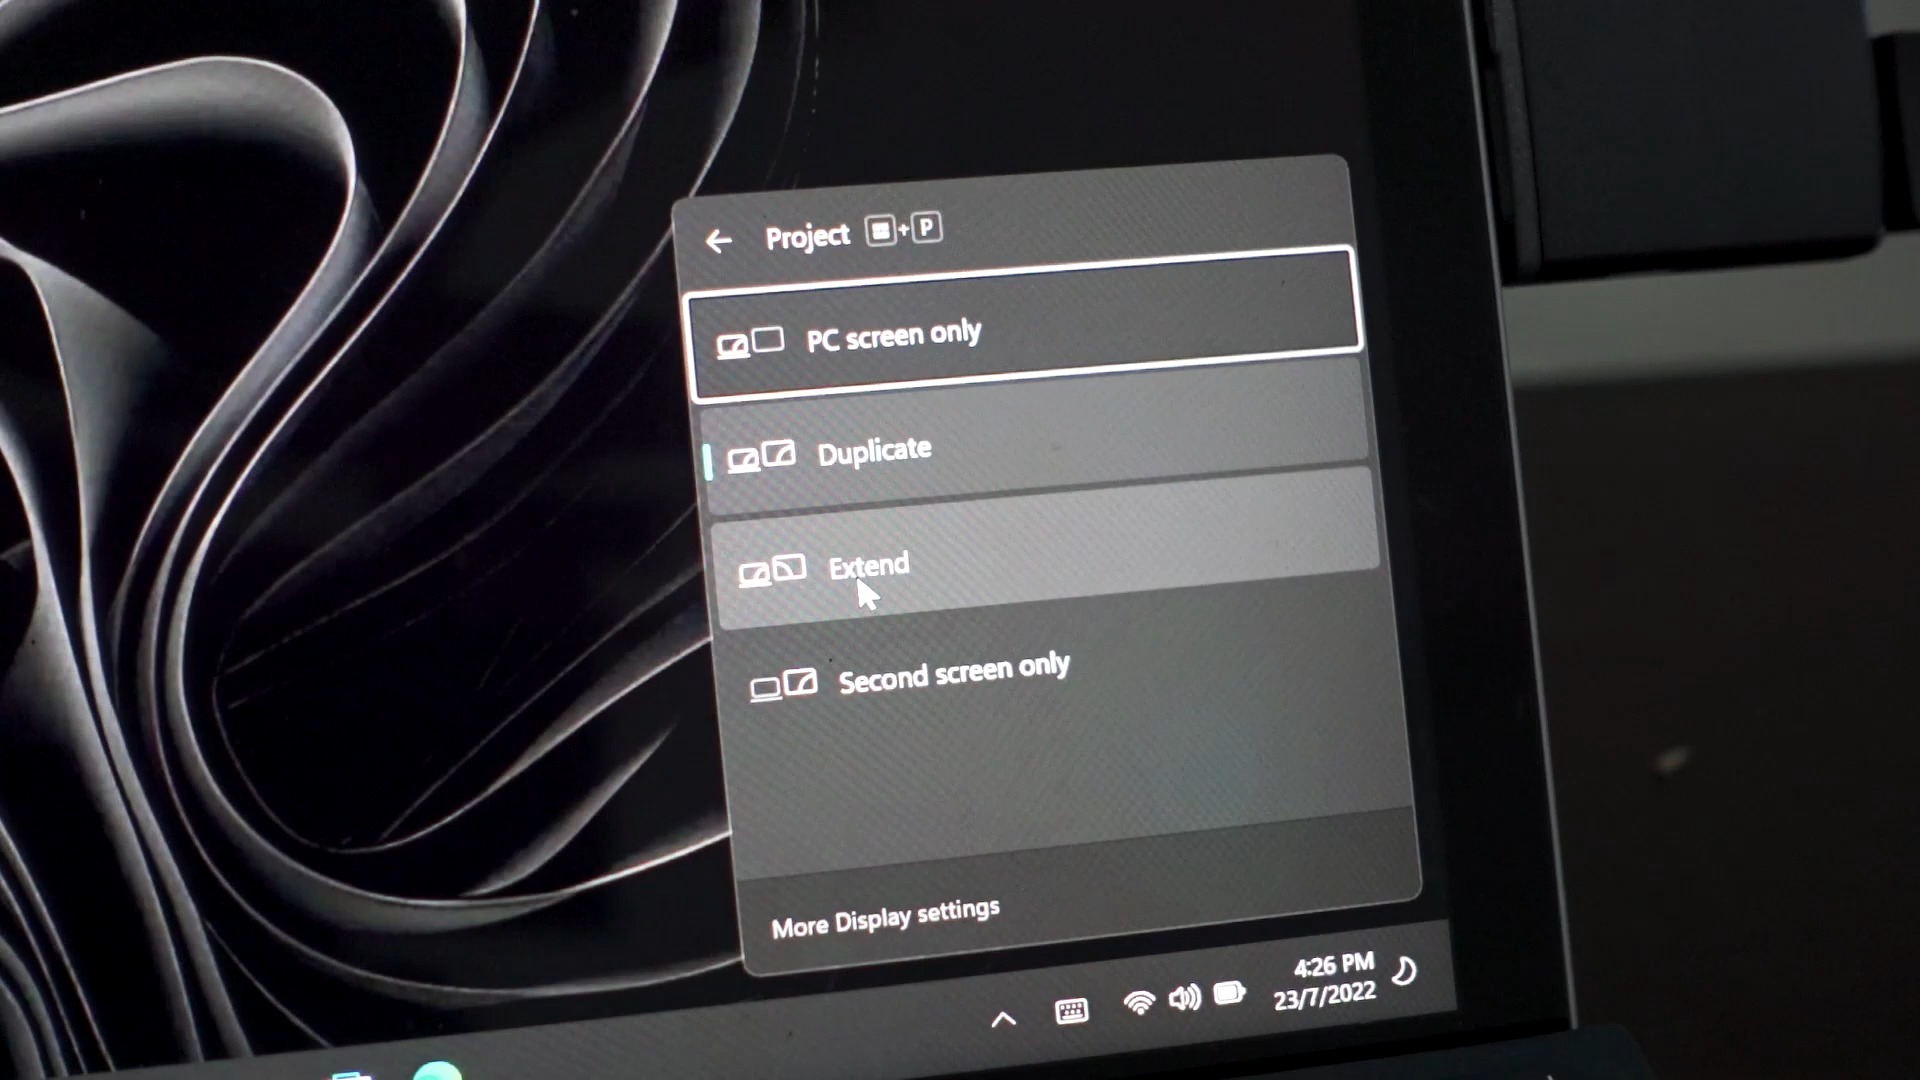 Project + P
PC screen only
Duplicate
Extend
Second screen only
More Display settings
4:26 PM
23/7/2022